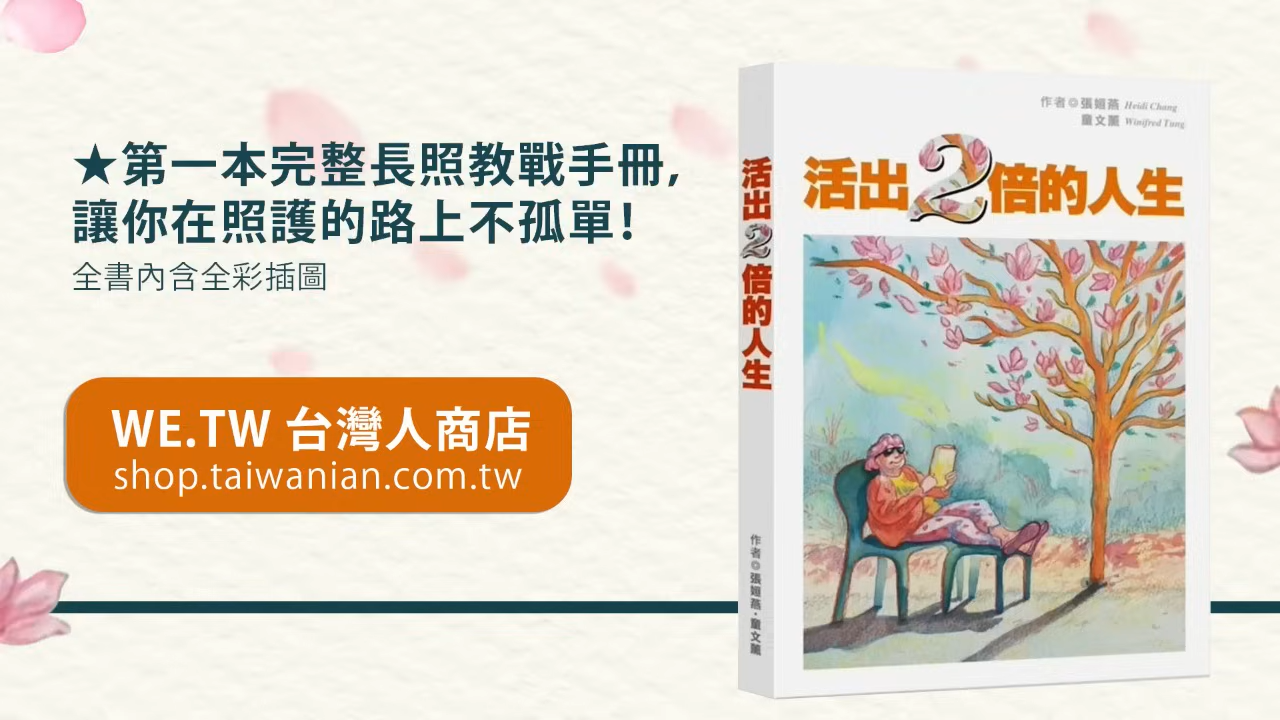 ★第一本完整長照教戰手冊,
讓你在照護的路上不孤單!
全書內含全彩插圖
WE.TW 台灣人商店
shop.taiwanian.com.tw
活出2倍的人生
作者◎張姮燕・童文薰
作者◎張姮燕 Heidi Chang
童文薰 Winifred Tung
活出2倍的人生